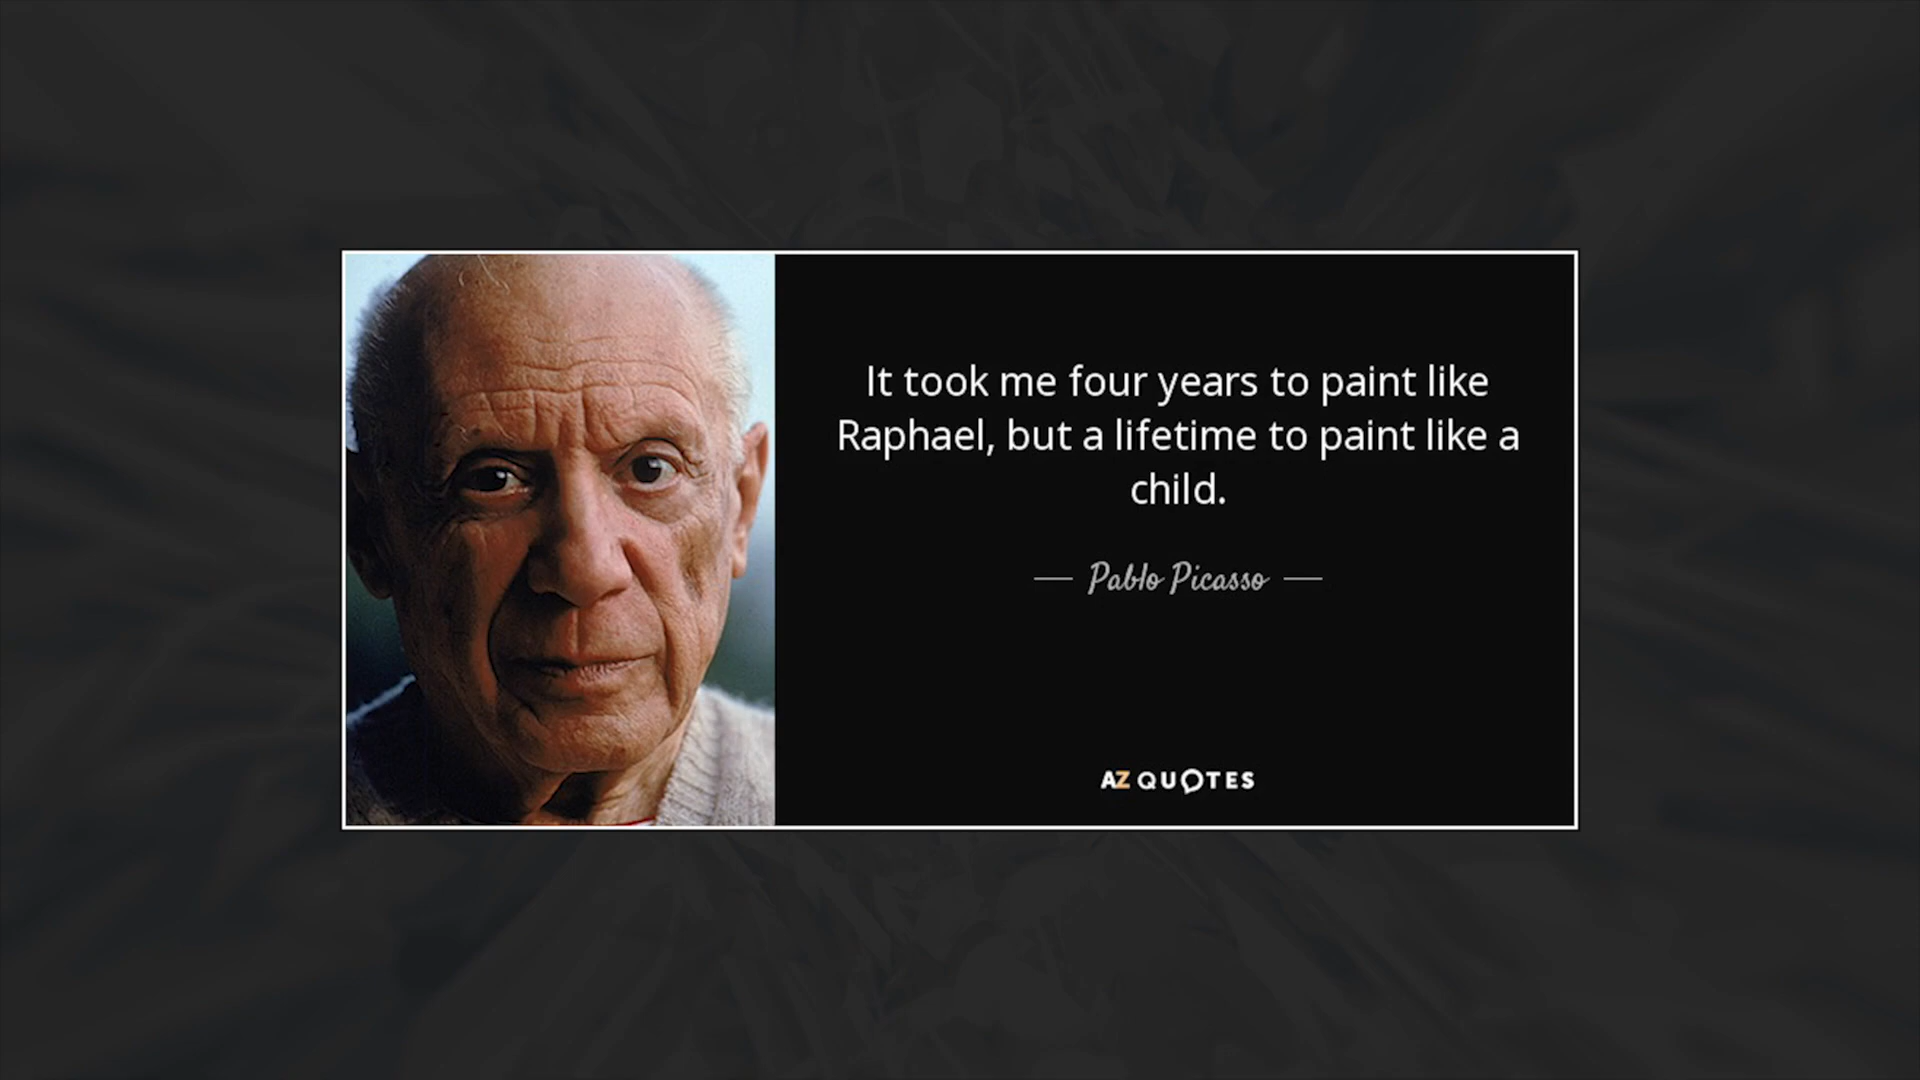 It took me four years to paint like
Raphael, but a lifetime to paint like a
child.
— Pablo Picasso —
AZ QUOTES